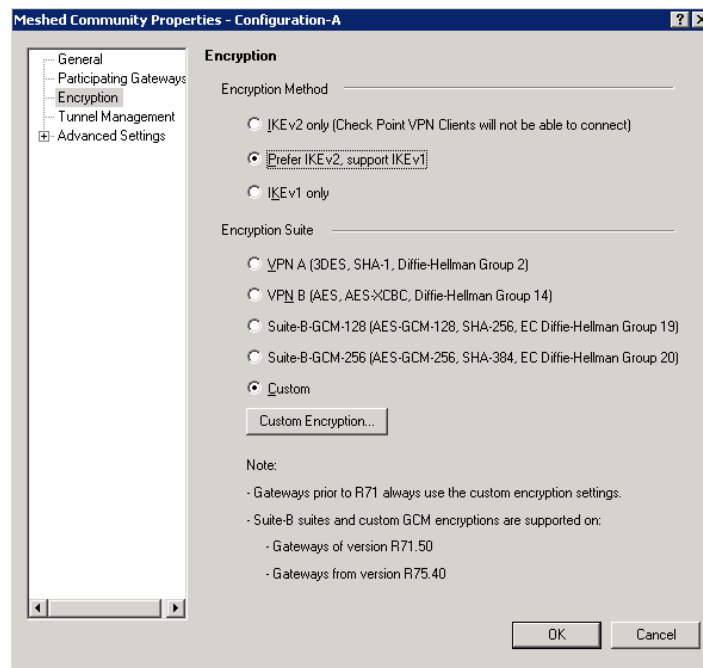 Meshed Community Properties - Configuration-A
General
Participating Gateways
Encryption
Tunnel Management
Advanced Settings
Encryption
Encryption Method
IKEv2 only (Check Point VPN Clients will not be able to connect)
Prefer IKEv2, support IKEv1
IKEv1 only
Encryption Suite
VPN A (3DES, SHA-1, Diffie-Hellman Group 2)
VPN B (AES, AES-XCBC, Diffie-Hellman Group 14)
Suite-B-GCM-128 (AES-GCM-128, SHA-256, EC Diffie-Hellman Group 19)
Suite-B-GCM-256 (AES-GCM-256, SHA-384, EC Diffie-Hellman Group 20)
Custom
Custom Encryption...
Note:
- Gateways prior to R71 always use the custom encryption settings.
- Suite-B suites and custom GCM encryptions are supported on:
- Gateways of version R71.50
- Gateways from version R75.40
OK Cancel